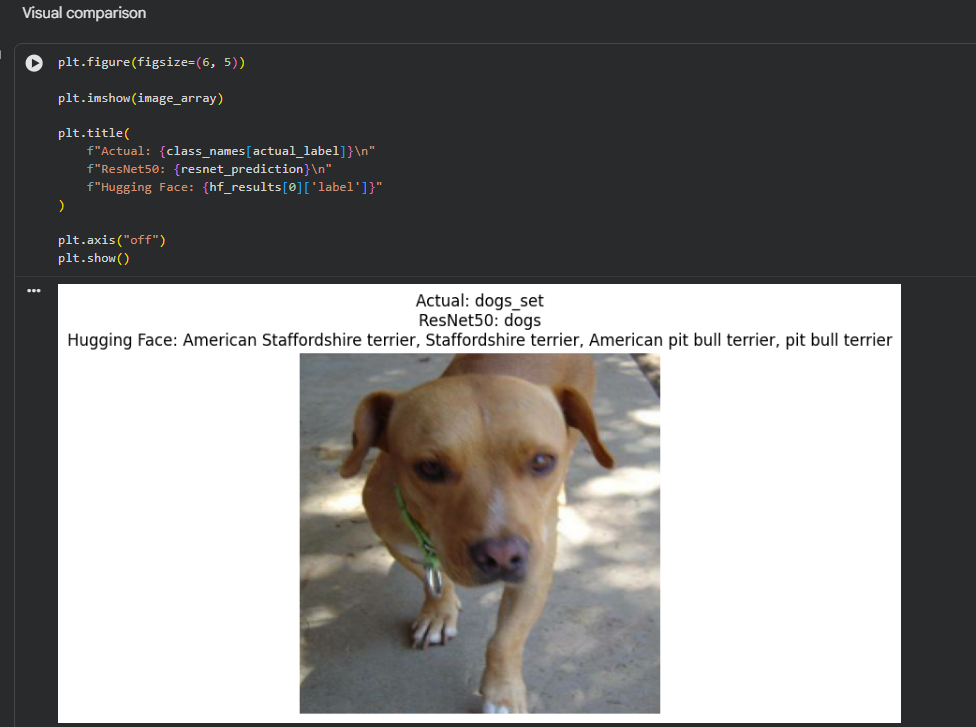 Visual comparison
plt.figure(figsize=(6, 5))
plt.imshow(image_array)
plt.title(
f"Actual: {class_names[actual_label]}\n"
f"ResNet50: {resnet_prediction}\n"
f"Hugging Face: {hf_results[0]['label']}"
)
plt.axis("off")
plt.show()
Actual: dogs_set
ResNet50: dogs
Hugging Face: American Staffordshire terrier, Staffordshire terrier, American pit bull terrier, pit bull terrier